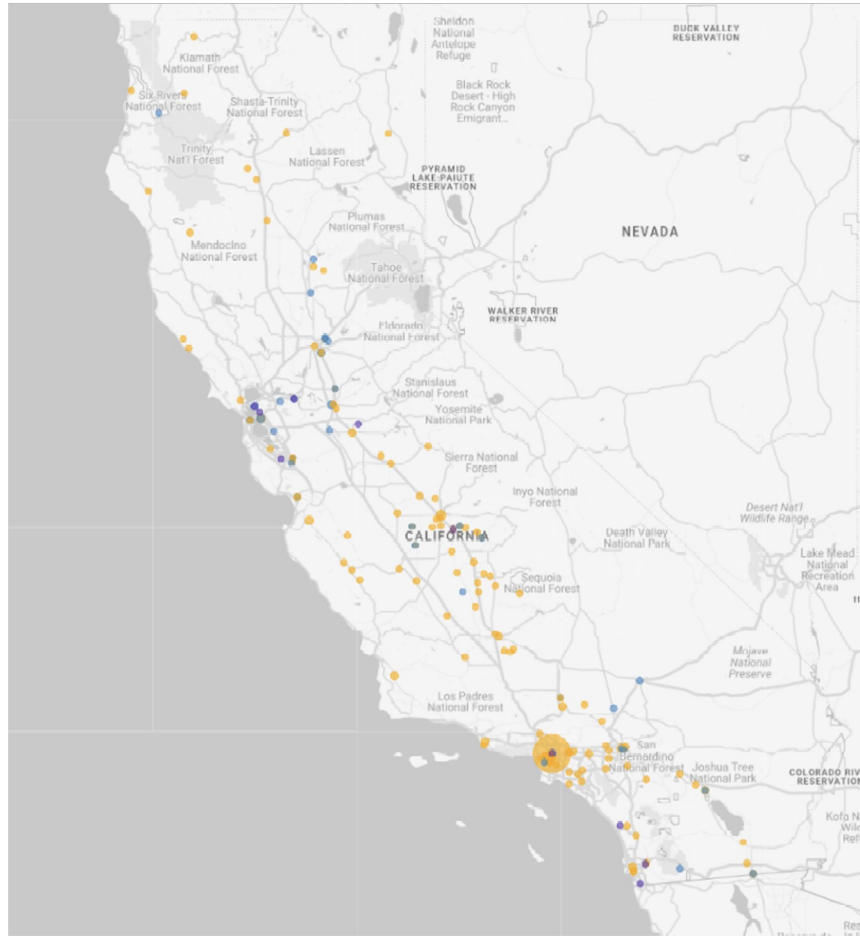 Sheldon
National
Antelope
Refuge
DUCK VALLEY
RESERVATION
Klamath
National Forest
Black Rock
Desert - High
Rock Canyon
Emigrant...
Six Rivers
National Forest
Shasta-Trinity
National Forest
Trinity
Nat'l Forest
Lassen
National Forest
PYRAMID
LAKE PAIUTE
RESERVATION
Plumas
National Forest
NEVADA
Mendocino
National Forest
Tahoe
National Forest
WALKER RIVER
RESERVATION
Eldorado
National Forest
Stanislaus
National Forest
Yosemite
National Park
Sierra National
Forest
Inyo National
Forest
Desert Nat'l
Wildlife Range
CALIFORNIA
Death Valley
National Park
Lake Mead
National
Recreation
Area
Sequoia
National Forest
Mojave
National
Preserve
Los Padres
National Forest
San
Bernardino
National Forest
Joshua Tree
National Park
COLORADO RIV
RESERVATION
Kofa N
Wil
Ref